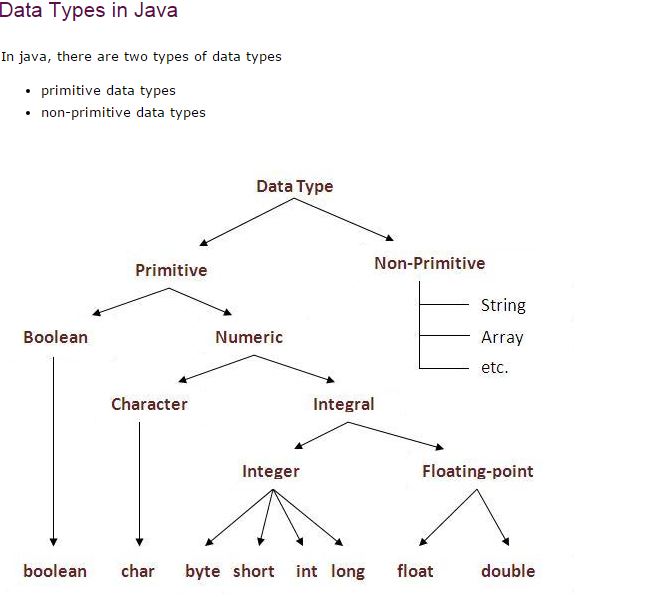 Data Types in Java
In java, there are two types of data types
• primitive data types
• non-primitive data types
Data Type
Primitive
Non-Primitive
String
Array
etc.
Boolean
Numeric
Character
Integral
Integer
Floating-point
boolean char byte short int long float double